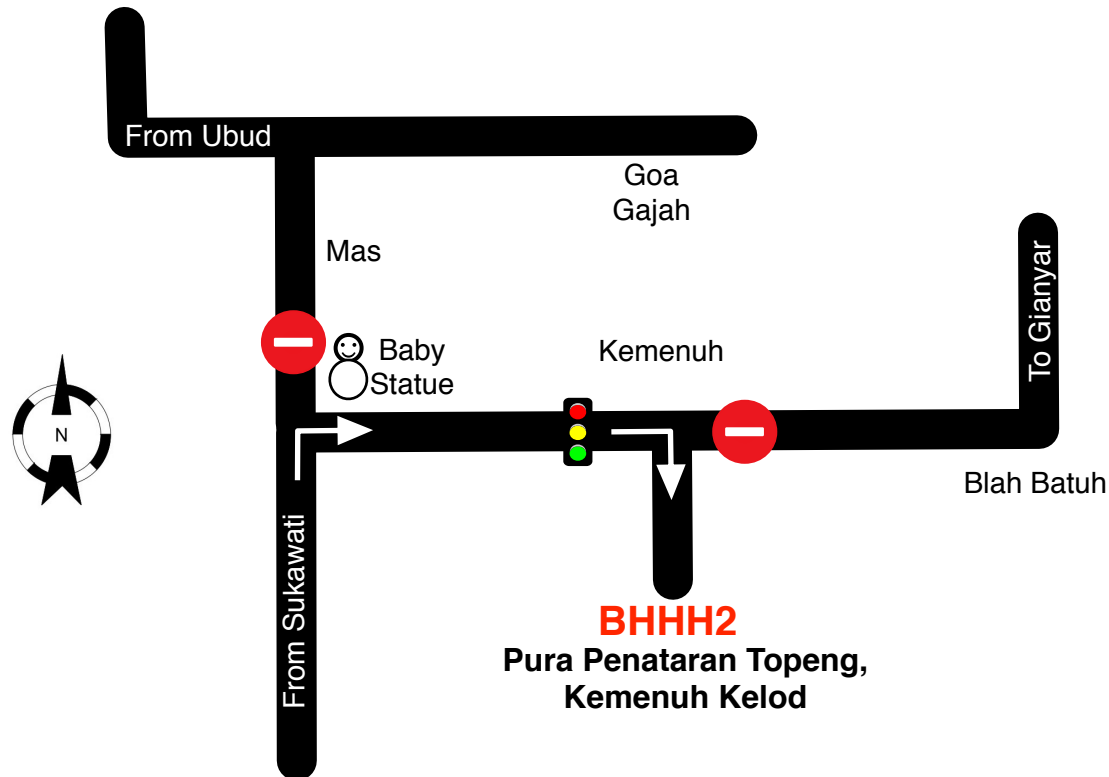 From Ubud
Goa
Gajah
Mas
To Gianyar
Baby
Statue
Kemenuh
N
Blah Batuh
From Sukawati
BHHH2
Pura Penataran Topeng,
Kemenuh Kelod